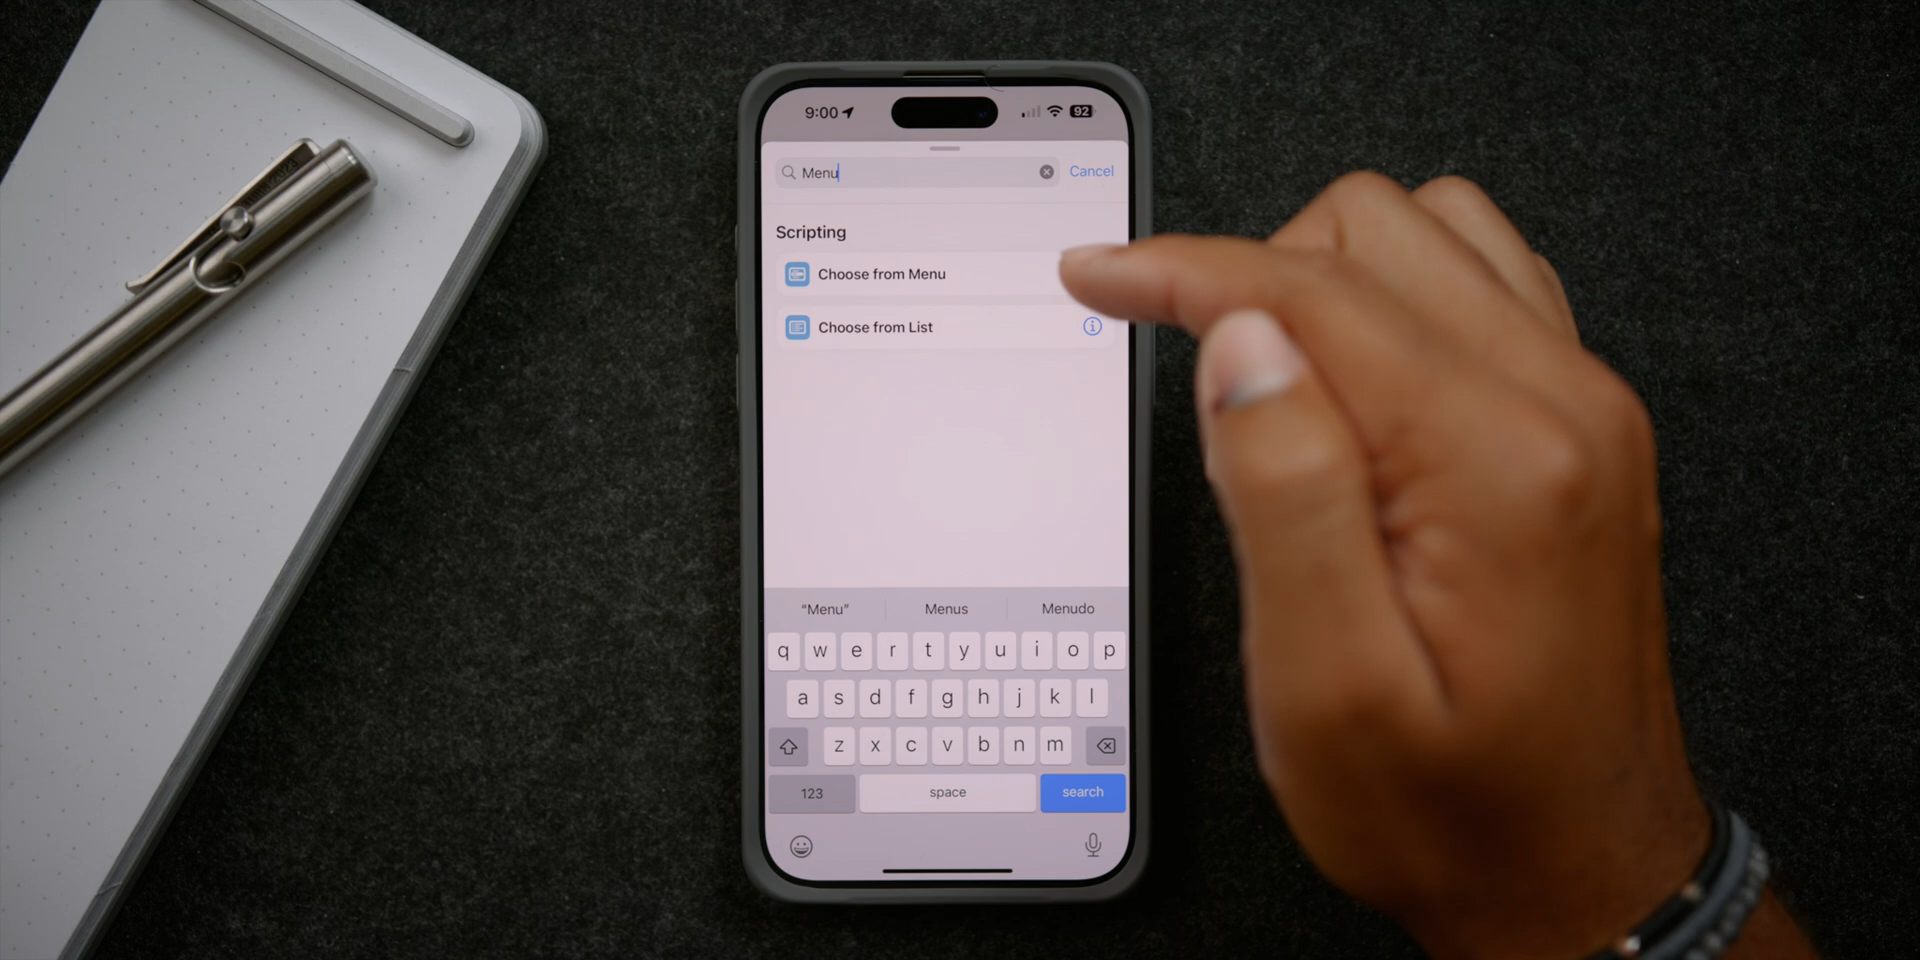 9:00
92
Menu
Cancel
Scripting
Choose from Menu
Choose from List
“Menu” Menus Menudo
q w e r t y u i o p
a s d f g h j k l
z x c v b n m
123 space search